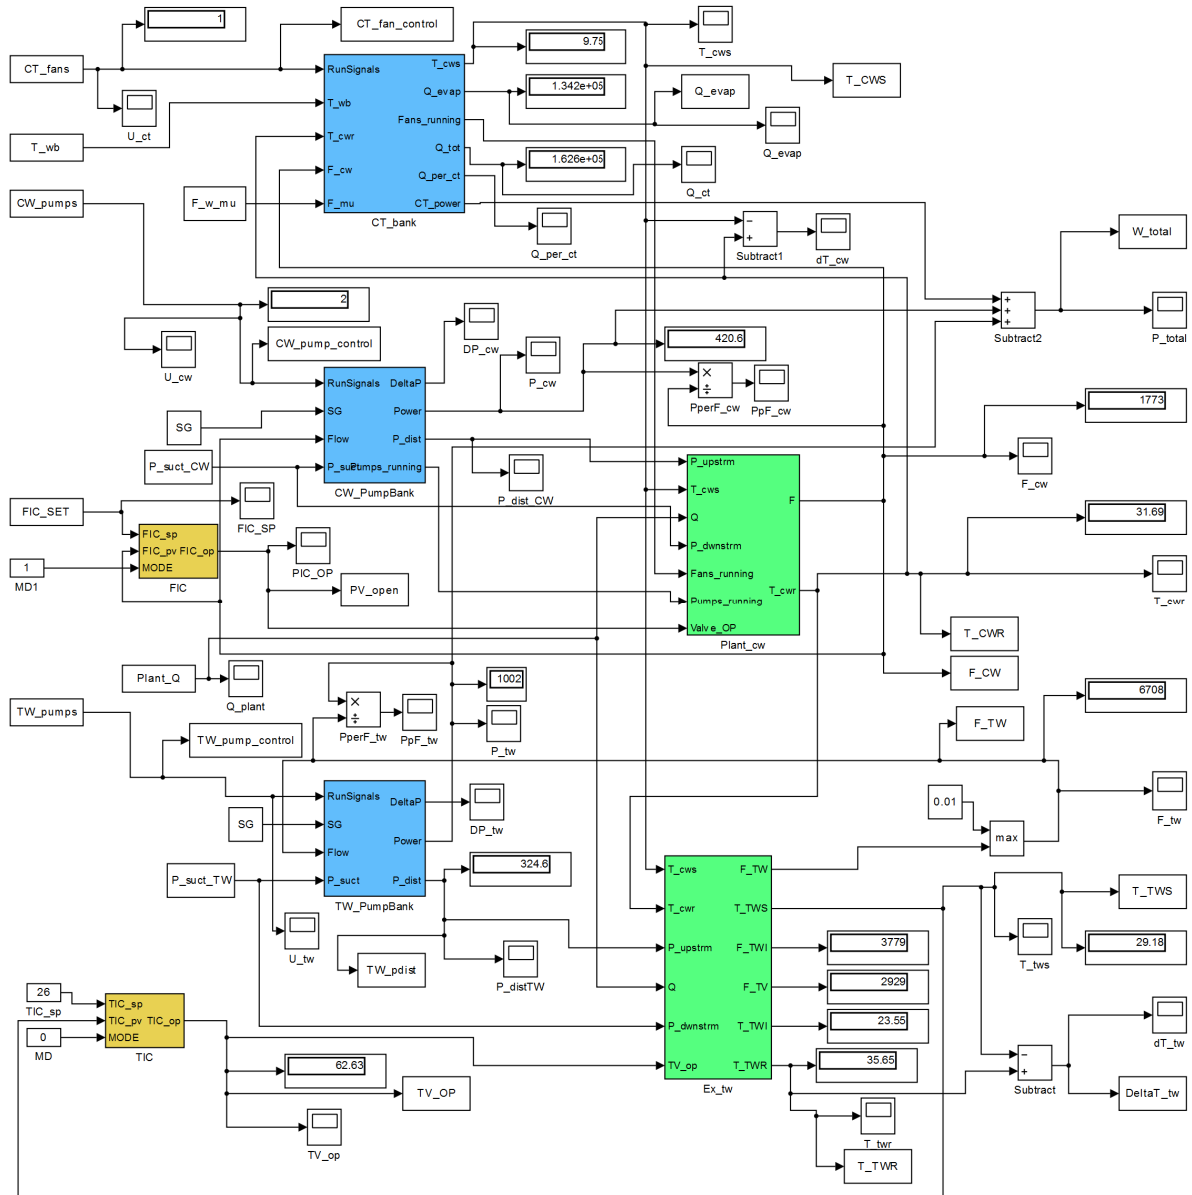 1
CT_fan_control
CT_fans
U_ct
T_wb
CW_pumps
F_w_mu
RunSignals
T_wb
T_cwr
F_cw
F_mu
T_cws
Q_evap
Fans_running
Q_tot
Q_per_ct
CT_power
CT_bank
9.75
1.342e+05
1.626e+05
T_cws
T_CWS
Q_evap
Q_evap
Q_ct
Q_per_ct
−
+
Subtract1
dT_cw
W_total
+
+
+
Subtract2
P_total
2
U_cw
CW_pump_control
DP_cw
P_cw
420.6
×
÷
PperF_cw
PpF_cw
1773
F_cw
31.69
T_cwr
SG
P_suct_CW
RunSignals
SG
Flow
P_suct
DeltaP
Power
P_dist
Pumps_running
CW_PumpBank
P_dist_CW
FIC_SET
FIC_SP
FIC_sp
FIC_pv
FIC_op
MODE
FIC
1
MD1
PIC_OP
PV_open
P_upstrm
T_cws
Q
P_dwnstrm
Fans_running
Pumps_running
Valve_OP
F
T_cwr
Plant_cw
T_CWR
F_CW
Plant_Q
Q_plant
TW_pumps
TW_pump_control
×
÷
PperF_tw
PpF_tw
1002
P_tw
6708
F_TW
F_tw
0.01
max
SG
P_suct_TW
RunSignals
SG
Flow
P_suct
DeltaP
Power
P_dist
TW_PumpBank
DP_tw
324.6
U_tw
TW_pdist
P_distTW
T_cws
T_cwr
P_upstrm
Q
P_dwnstrm
TV_op
F_TW
T_TWS
F_TWI
F_TV
T_TWI
T_TWR
Ex_tw
3779
2929
23.55
35.65
T_tws
T_TWS
29.18
dT_tw
−
+
Subtract
DeltaT_tw
T_twr
T_TWR
26
TIC_sp
0
MD
TIC_sp
TIC_pv
TIC_op
MODE
TIC
62.63
TV_OP
TV_op